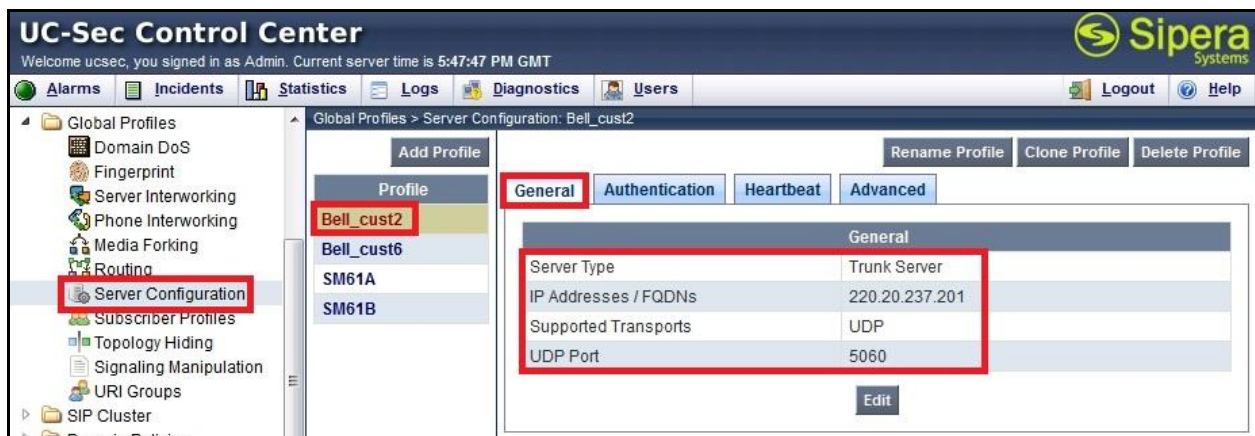 UC-Sec Control Center
Sipera
Systems
Welcome ucsec, you signed in as Admin. Current server time is 5:47:47 PM GMT
Alarms Incidents Statistics Logs Diagnostics Users Logout Help
Global Profiles
Domain DoS
Fingerprint
Server Interworking
Phone Interworking
Media Forking
Routing
Server Configuration
Subscriber Profiles
Topology Hiding
Signaling Manipulation
URI Groups
SIP Cluster
Global Profiles > Server Configuration: Bell_cust2
Add Profile
Profile
Bell_cust2
Bell_cust6
SM61A
SM61B
Rename Profile Clone Profile Delete Profile
General Authentication Heartbeat Advanced
General
Server Type Trunk Server
IP Addresses / FQDNs 220.20.237.201
Supported Transports UDP
UDP Port 5060
Edit